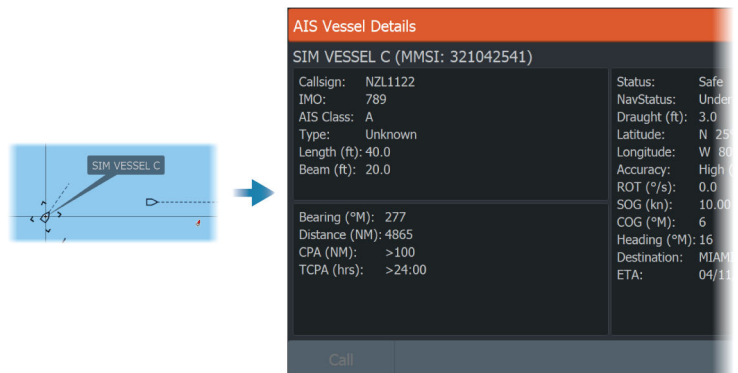 SIM VESSEL C
AIS Vessel Details
SIM VESSEL C (MMSI: 321042541)
Callsign: NZL1122
IMO: 789
AIS Class: A
Type: Unknown
Length (ft): 40.0
Beam (ft): 20.0
Bearing (°M): 277
Distance (NM): 4865
CPA (NM): >100
TCPA (hrs): >24:00
Status: Safe
NavStatus: Under
Draught (ft): 3.0
Latitude: N 25
Longitude: W 80
Accuracy: High
ROT (°/s): 0.0
SOG (kn): 10.00
COG (°M): 6
Heading (°M): 16
Destination: MIAM
ETA: 04/11
Call